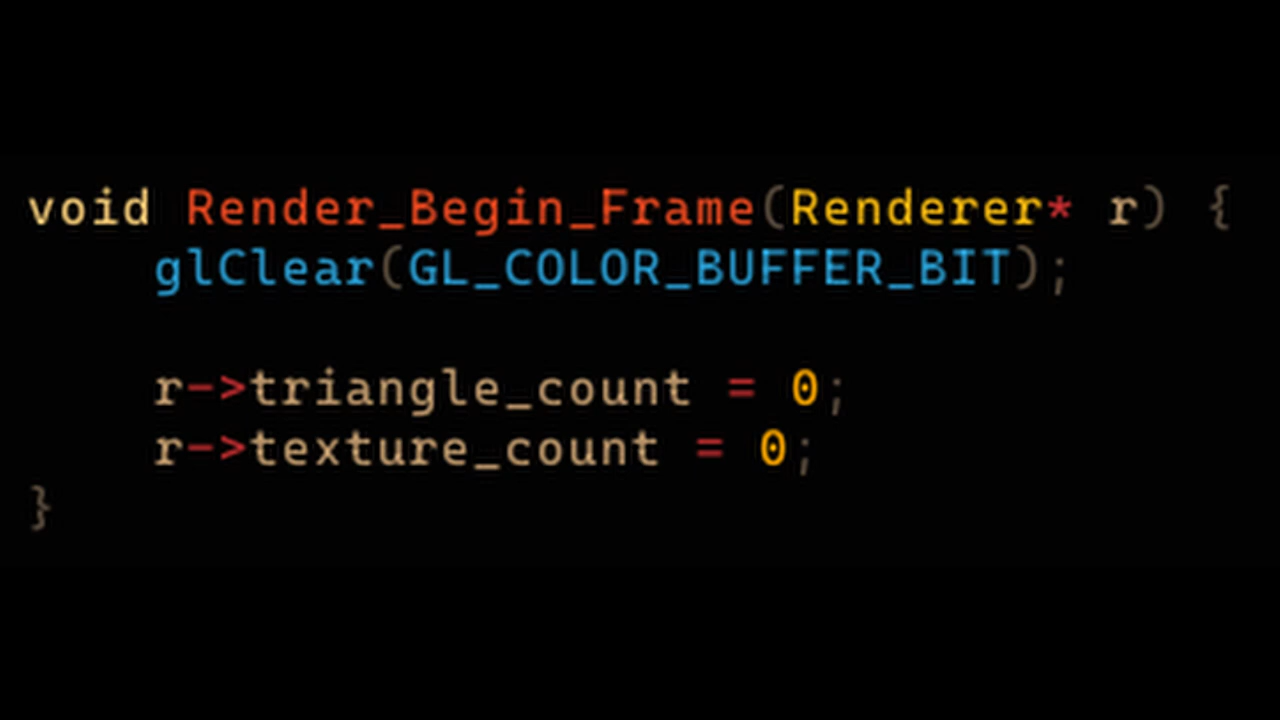 void Render_Begin_Frame(Renderer* r) {
    glClear(GL_COLOR_BUFFER_BIT);

    r->triangle_count = 0;
    r->texture_count = 0;
}